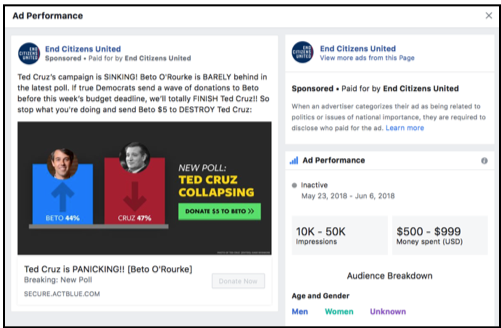 Ad Performance
END CITIZENS UNITED
End Citizens United
Sponsored • Paid for by End Citizens United
Ted Cruz's campaign is SINKING! Beto O'Rourke is BARELY behind in
the latest poll. If true Democrats send a wave of donations to Beto
before this week's budget deadline, we'll totally FINISH Ted Cruz!! So
stop what you're doing and send Beto $5 to DESTROY Ted Cruz:
NEW POLL:
TED CRUZ
COLLAPSING
DONATE $5 TO BETO >>
BETO 44%
CRUZ 47%
Ted Cruz is PANICKING!! [Beto O'Rourke]
Breaking: New Poll
SECURE.ACTBLUE.COM
Donate Now
END CITIZENS UNITED
End Citizens United
View more ads from this Page
Sponsored • Paid for by End Citizens United
When an advertiser categorizes their ad as being related to
politics or issues of national importance, they are required to
disclose who paid for the ad. Learn more
Ad Performance
Inactive
May 23, 2018 - Jun 6, 2018
10K - 50K
Impressions
$500 - $999
Money spent (USD)
Audience Breakdown
Age and Gender
Men Women Unknown